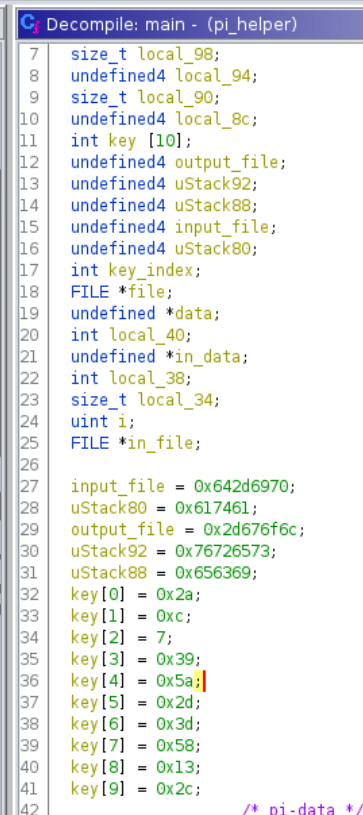 Decompile: main - (pi_helper)
7 size_t local_98;
8 undefined4 local_94;
9 size_t local_90;
10 undefined4 local_8c;
11 int key [10];
12 undefined4 output_file;
13 undefined4 uStack92;
14 undefined4 uStack88;
15 undefined4 input_file;
16 undefined4 uStack80;
17 int key_index;
18 FILE *file;
19 undefined *data;
20 int local_40;
21 undefined *in_data;
22 int local_38;
23 size_t local_34;
24 uint i;
25 FILE *in_file;
26
27 input_file = 0x642d6970;
28 uStack80 = 0x617461;
29 output_file = 0x2d676f6c;
30 uStack92 = 0x76726573;
31 uStack88 = 0x656369;
32 key[0] = 0x2a;
33 key[1] = 0xc;
34 key[2] = 7;
35 key[3] = 0x39;
36 key[4] = 0x5a;
37 key[5] = 0x2d;
38 key[6] = 0x3d;
39 key[7] = 0x58;
40 key[8] = 0x13;
41 key[9] = 0x2c;
42 /* pi-data */